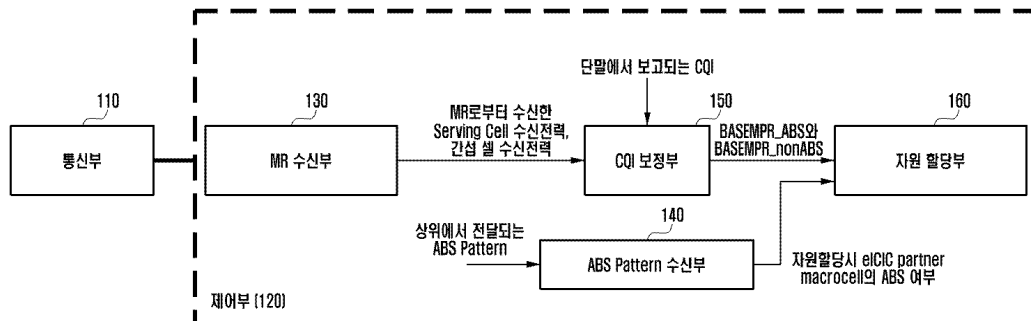 단말에서 보고되는 CQI
110
통신부
130
MR 수신부
MR로부터 수신한
Serving Cell 수신전력,
간섭 셀 수신전력
150
CQI 보정부
BASEMPR_ABS와
BASEMPR_nonABS
160
자원 할당부
상위에서 전달되는
ABS Pattern
140
ABS Pattern 수신부
자원할당시 eICIC partner
macrocell의 ABS 여부
제어부 (120)